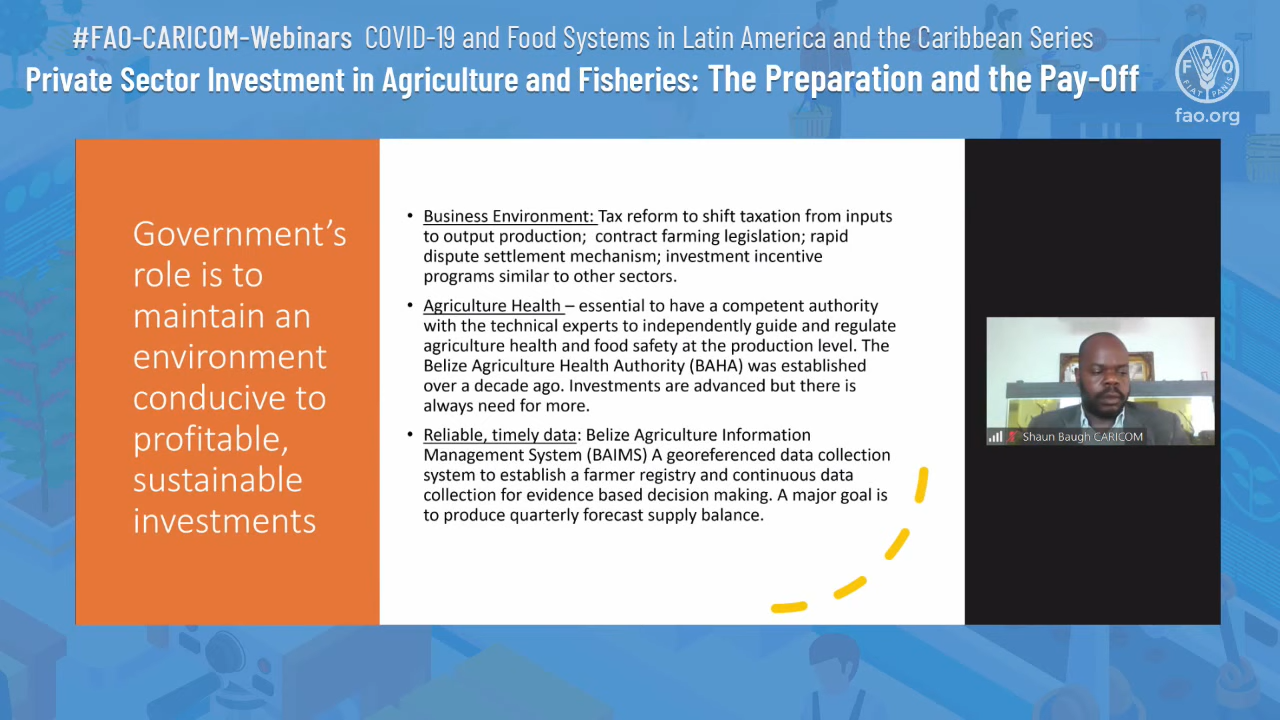 #FAO-CARICOM-Webinars COVID-19 and Food Systems in Latin America and the Caribbean Series
Private Sector Investment in Agriculture and Fisheries: The Preparation and the Pay-Off
FAO
FIAT PANIS
fao.org
Government's
role is to
maintain an
environment
conducive to
profitable,
sustainable
investments
• Business Environment: Tax reform to shift taxation from inputs
to output production;  contract farming legislation; rapid
dispute settlement mechanism; investment incentive
programs similar to other sectors.
• Agriculture Health – essential to have a competent authority
with the technical experts to independently guide and regulate
agriculture health and food safety at the production level. The
Belize Agriculture Health Authority (BAHA) was established
over a decade ago. Investments are advanced but there is
always need for more.
• Reliable, timely data: Belize Agriculture Information
Management System (BAIMS) A georeferenced data collection
system to establish a farmer registry and continuous data
collection for evidence based decision making. A major goal is
to produce quarterly forecast supply balance.
Shaun Baugh CARICOM